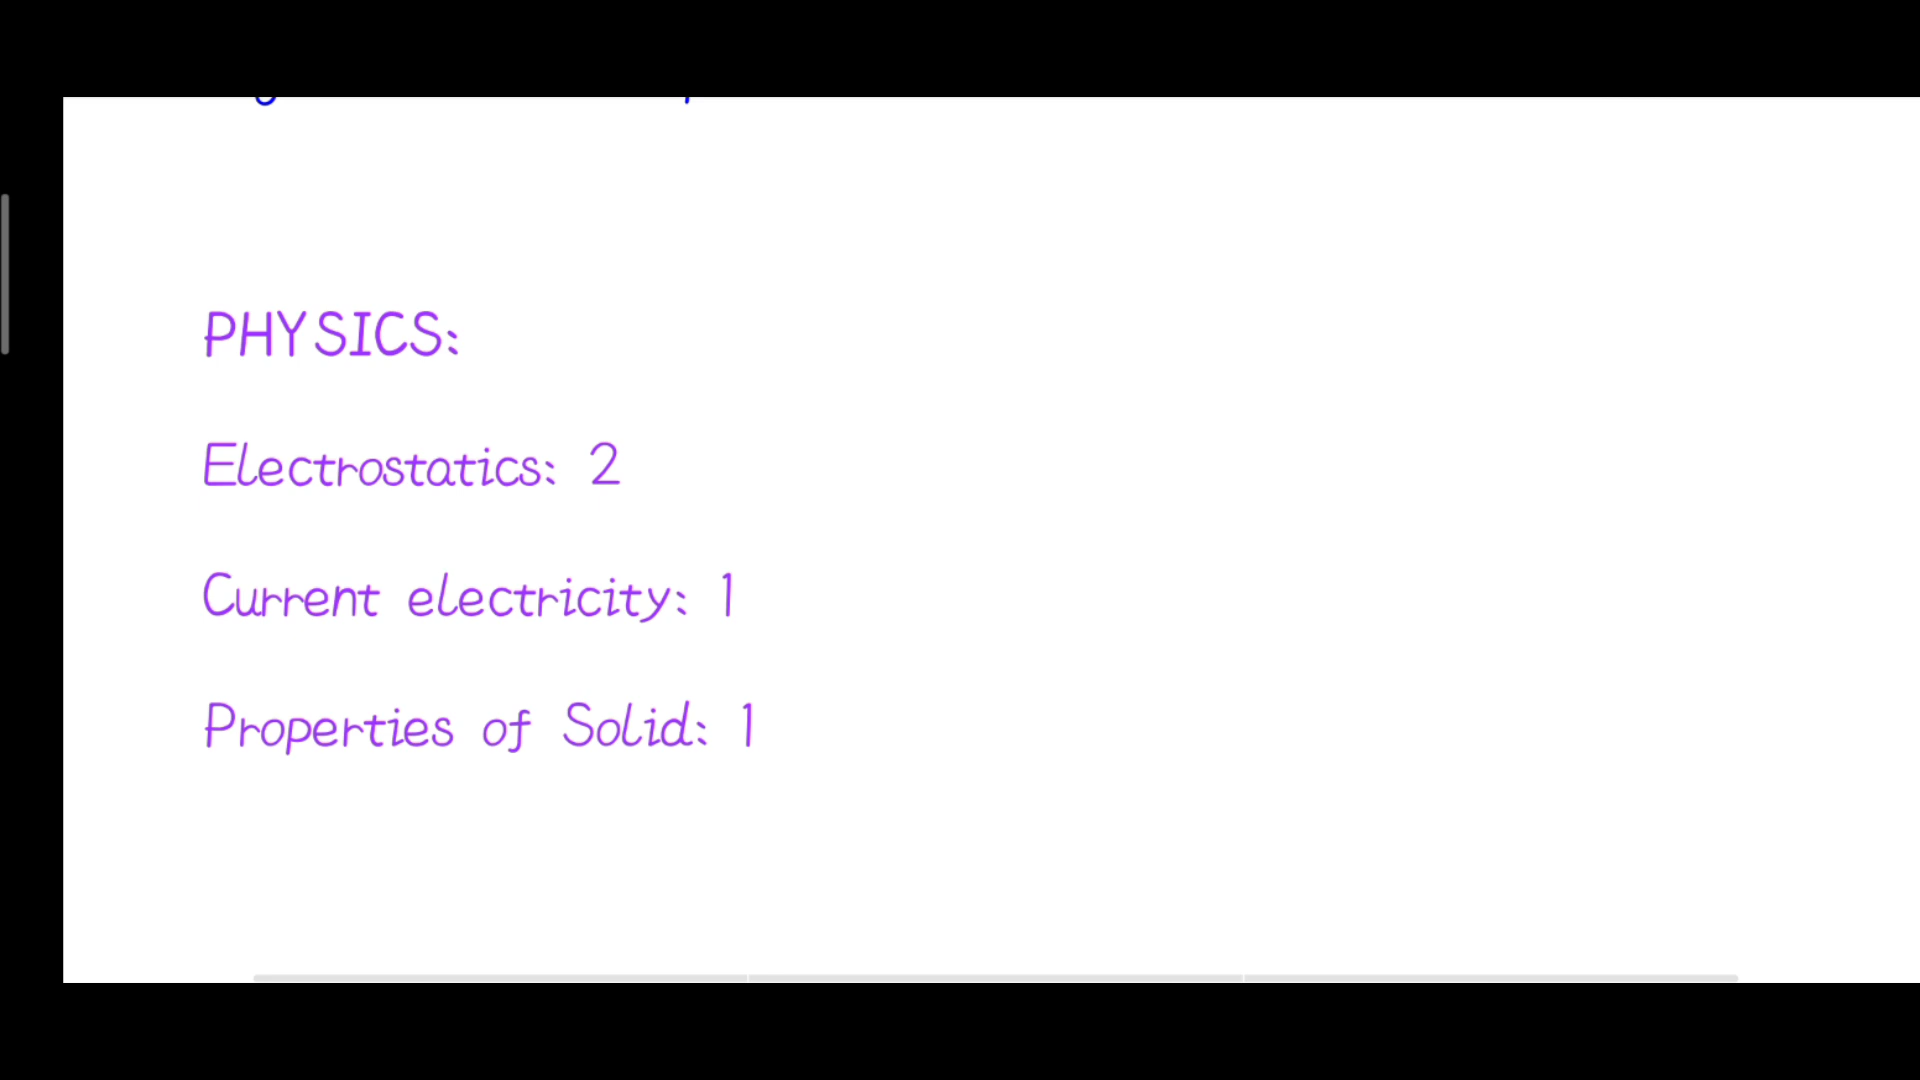 PHYSICS:
Electrostatics: 2
Current electricity: 1
Properties of Solid: 1